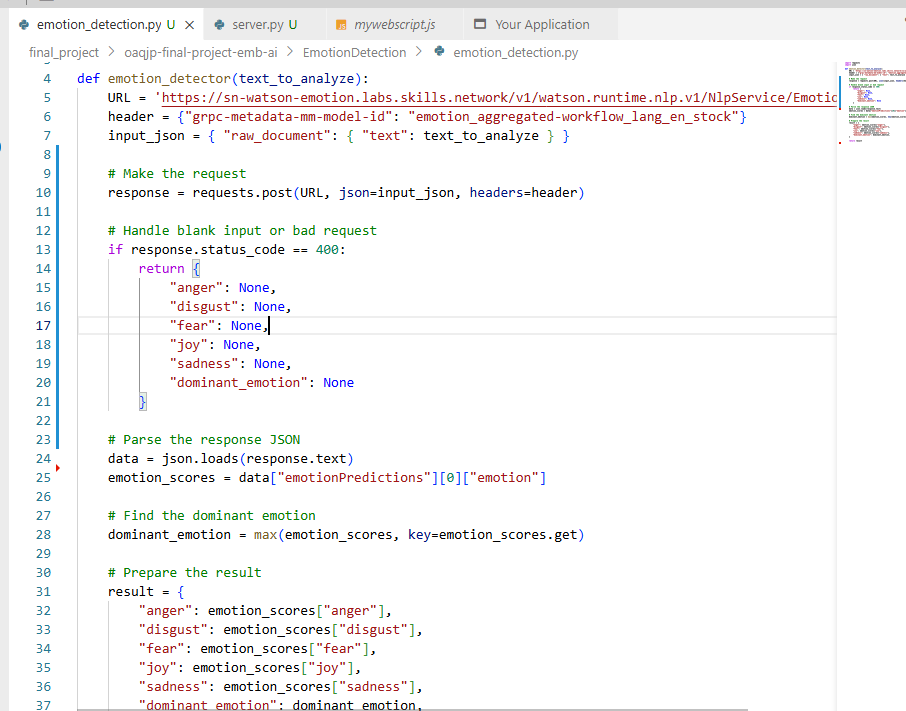 emotion_detection.py U ×
server.py U
mywebscript.js
Your Application
final_project > oaqjp-final-project-emb-ai > EmotionDetection > emotion_detection.py
4 def emotion_detector(text_to_analyze):
5 URL = 'https://sn-watson-emotion.labs.skills.network/v1/watson.runtime.nlp.v1/NlpService/Emotic
6 header = {"grpc-metadata-mm-model-id": "emotion_aggregated-workflow_lang_en_stock"}
7 input_json = { "raw_document": { "text": text_to_analyze } }
8
9 # Make the request
10 response = requests.post(URL, json=input_json, headers=header)
11
12 # Handle blank input or bad request
13 if response.status_code == 400:
14 return {
15 "anger": None,
16 "disgust": None,
17 "fear": None,
18 "joy": None,
19 "sadness": None,
20 "dominant_emotion": None
21 }
22
23 # Parse the response JSON
24 data = json.loads(response.text)
25 emotion_scores = data["emotionPredictions"][0]["emotion"]
26
27 # Find the dominant emotion
28 dominant_emotion = max(emotion_scores, key=emotion_scores.get)
29
30 # Prepare the result
31 result = {
32 "anger": emotion_scores["anger"],
33 "disgust": emotion_scores["disgust"],
34 "fear": emotion_scores["fear"],
35 "joy": emotion_scores["joy"],
36 "sadness": emotion_scores["sadness"],
37 "dominant_emotion": dominant_emotion,